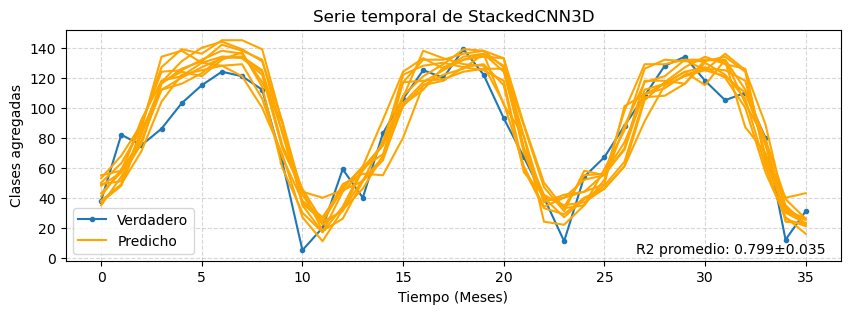 Serie temporal de StackedCNN3D
Clases agregadas
140
120
100
80
60
40
20
0
Verdadero
Predicho
R2 promedio: 0.799±0.035
0 5 10 15 20 25 30 35
Tiempo (Meses)